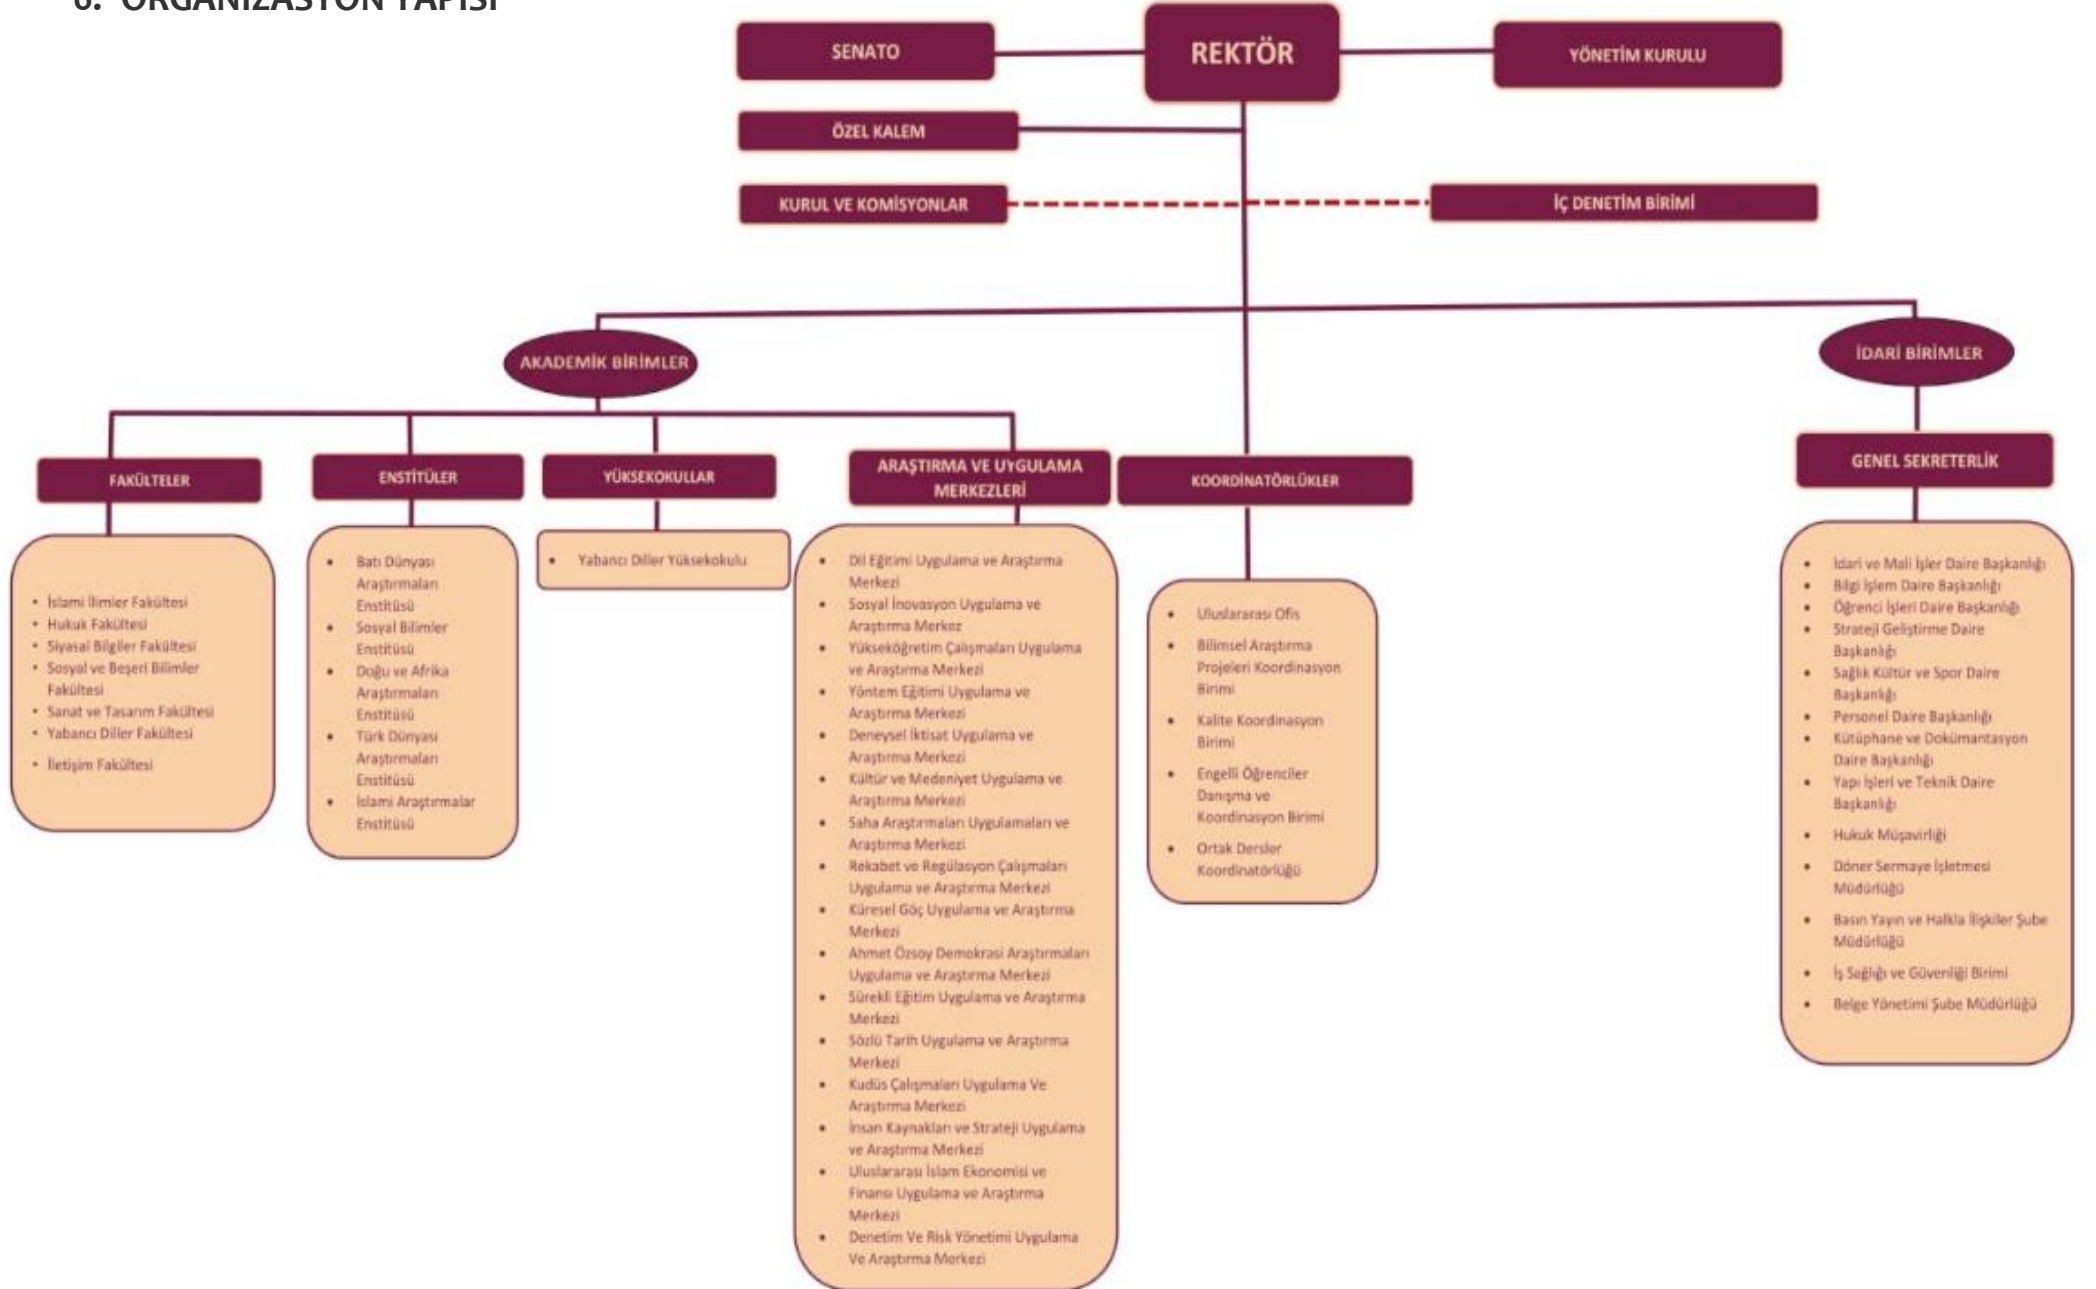 6. ORGANİZASYON YAPISI
SENATO
REKTÖR
YÖNETİM KURULU
ÖZEL KALEM
KURUL VE KOMİSYONLAR
İÇ DENETİM BİRİMİ
AKADEMİK BİRİMLER
İDARİ BİRİMLER
FAKÜLTELER
• İslami İlimler Fakültesi
• Hukuk Fakültesi
• Siyasal Bilgiler Fakültesi
• Sosyal ve Beşeri Bilimler
Fakültesi
• Sanat ve Tasarım Fakültesi
• Yabancı Diller Fakültesi
• İletişim Fakültesi
ENSTİTÜLER
• Batı Dünyası
Araştırmaları
Enstitüsü
• Sosyal Bilimler
Enstitüsü
• Doğu ve Afrika
Araştırmaları
Enstitüsü
• Türk Dünyası
Araştırmaları
Enstitüsü
• İslami Araştırmalar
Enstitüsü
YÜKSEKOKULLAR
• Yabancı Diller Yüksekokulu
ARAŞTIRMA VE UYGULAMA
MERKEZLERİ
• Dil Eğitimi Uygulama ve Araştırma
Merkezi
• Sosyal İnovasyon Uygulama ve
Araştırma Merkez
• Yükseköğretim Çalışmaları Uygulama
ve Araştırma Merkezi
• Yöntem Eğitimi Uygulama ve
Araştırma Merkezi
• Deneysel İktisat Uygulama ve
Araştırma Merkezi
• Kültür ve Medeniyet Uygulama ve
Araştırma Merkezi
• Saha Araştırmaları Uygulamaları ve
Araştırma Merkezi
• Rekabet ve Regülasyon Çalışmaları
Uygulama ve Araştırma Merkezi
• Küresel Göç Uygulama ve Araştırma
Merkezi
• Ahmet Özsoy Demokrasi Araştırmaları
Uygulama ve Araştırma Merkezi
• Sürekli Eğitim Uygulama ve Araştırma
Merkezi
• Sözlü Tarih Uygulama ve Araştırma
Merkezi
• Kudüs Çalışmaları Uygulama Ve
Araştırma Merkezi
• İnsan Kaynakları ve Strateji Uygulama
ve Araştırma Merkezi
• Uluslararası İslam Ekonomisi ve
Finansı Uygulama ve Araştırma
Merkezi
• Denetim Ve Risk Yönetimi Uygulama
Ve Araştırma Merkezi
KOORDİNATÖRLÜKLER
• Uluslararası Ofis
• Bilimsel Araştırma
Projeleri Koordinasyon
Birimi
• Kalite Koordinasyon
Birimi
• Engelli Öğrenciler
Danışma ve
Koordinasyon Birimi
• Ortak Dersler
Koordinatörlüğü
GENEL SEKRETERLİK
• İdari ve Mali İşler Daire Başkanlığı
• Bilgi İşlem Daire Başkanlığı
• Öğrenci İşleri Daire Başkanlığı
• Strateji Geliştirme Daire
Başkanlığı
• Sağlık Kültür ve Spor Daire
Başkanlığı
• Personel Daire Başkanlığı
• Kütüphane ve Dokümantasyon
Daire Başkanlığı
• Yapı İşleri ve Teknik Daire
Başkanlığı
• Hukuk Müşavirliği
• Döner Sermaye İşletmesi
Müdürlüğü
• Basın Yayın ve Halkla İlişkiler Şube
Müdürlüğü
• İş Sağlığı ve Güvenliği Birimi
• Belge Yönetimi Şube Müdürlüğü